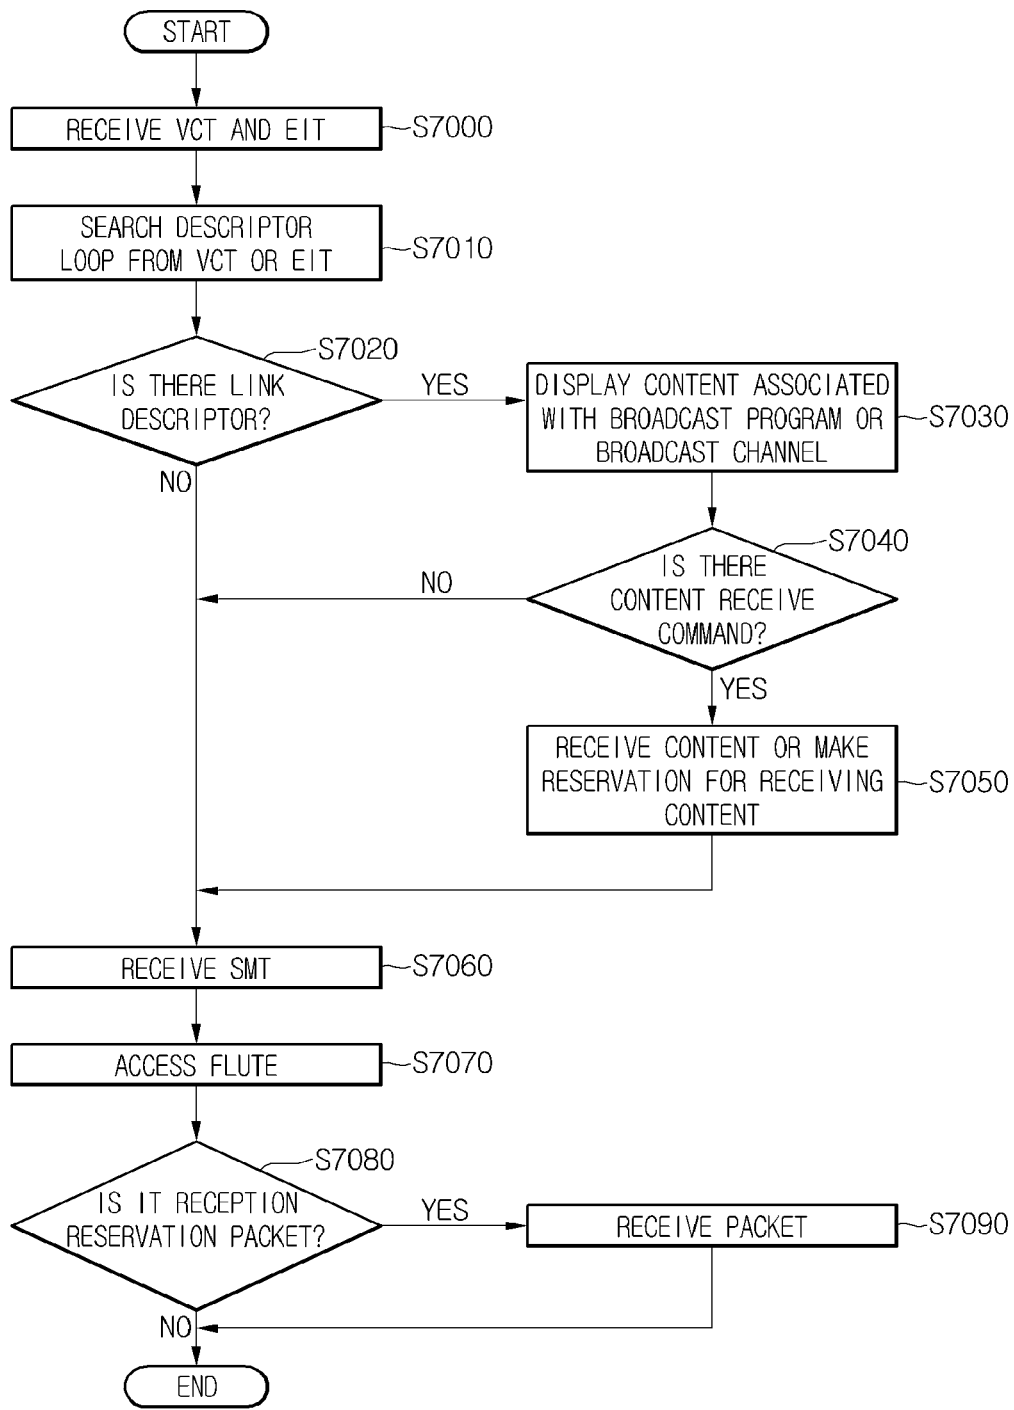 START
RECEIVE VCT AND EIT
S7000
SEARCH DESCRIPTOR
LOOP FROM VCT OR EIT
S7010
S7020
IS THERE LINK
DESCRIPTOR?
YES
NO
DISPLAY CONTENT ASSOCIATED
WITH BROADCAST PROGRAM OR
BROADCAST CHANNEL
S7030
S7040
IS THERE
CONTENT RECEIVE
COMMAND?
NO
YES
RECEIVE CONTENT OR MAKE
RESERVATION FOR RECEIVING
CONTENT
S7050
RECEIVE SMT
S7060
ACCESS FLUTE
S7070
S7080
IS IT RECEPTION
RESERVATION PACKET?
YES
RECEIVE PACKET
S7090
NO
END